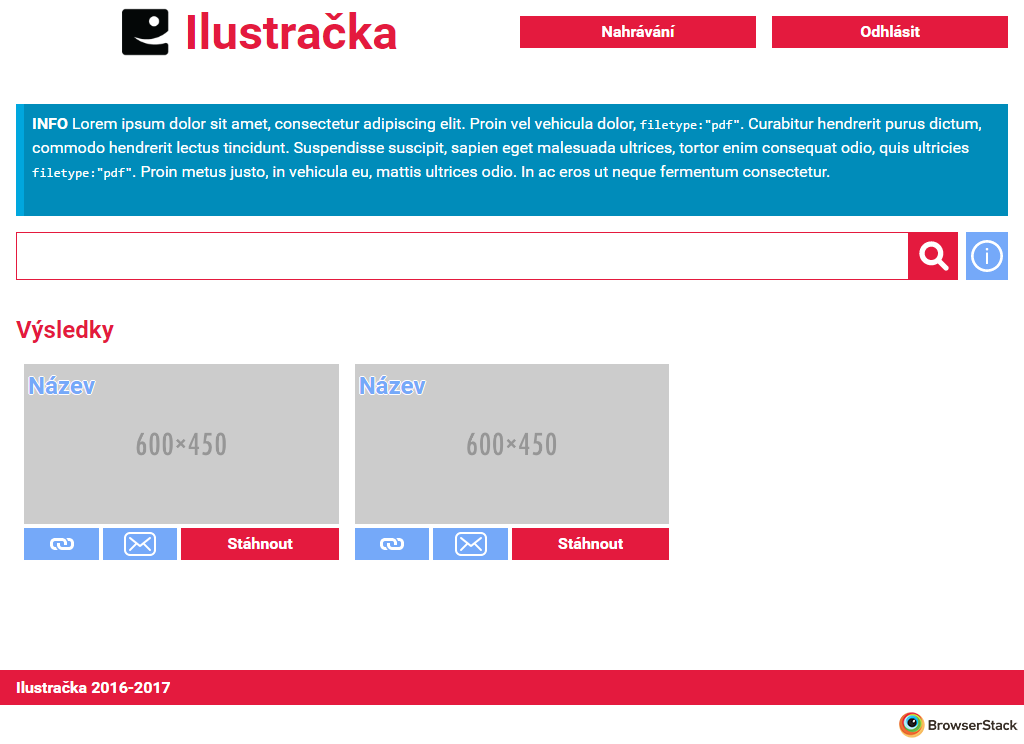 Ilustračka
Nahrávání
Odhlásit
INFO Lorem ipsum dolor sit amet, consectetur adipiscing elit. Proin vel vehicula dolor, filetype:"pdf". Curabitur hendrerit purus dictum,
commodo hendrerit lectus tincidunt. Suspendisse suscipit, sapien eget malesuada ultrices, tortor enim consequat odio, quis ultricies
filetype:"pdf". Proin metus justo, in vehicula eu, mattis ultrices odio. In ac eros ut neque fermentum consectetur.
Výsledky
Název
Název
600×450
600×450
Stáhnout
Stáhnout
Ilustračka 2016-2017
BrowserStack